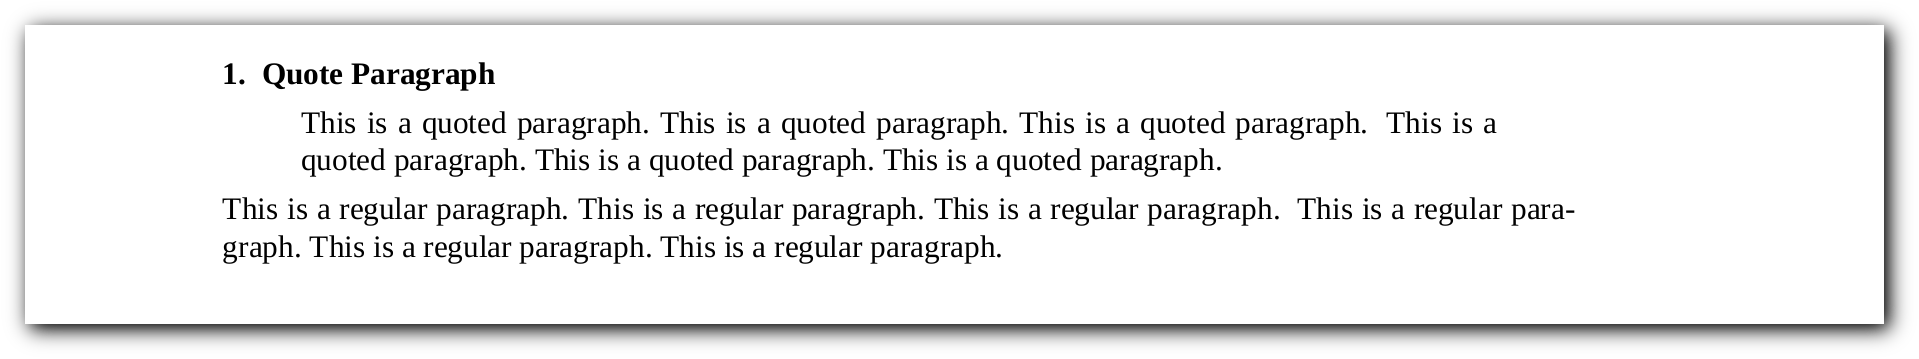 1. Quote Paragraph
This is a quoted paragraph. This is a quoted paragraph. This is a quoted paragraph. This is a
quoted paragraph. This is a quoted paragraph. This is a quoted paragraph.
This is a regular paragraph. This is a regular paragraph. This is a regular paragraph. This is a regular para-
graph. This is a regular paragraph. This is a regular paragraph.